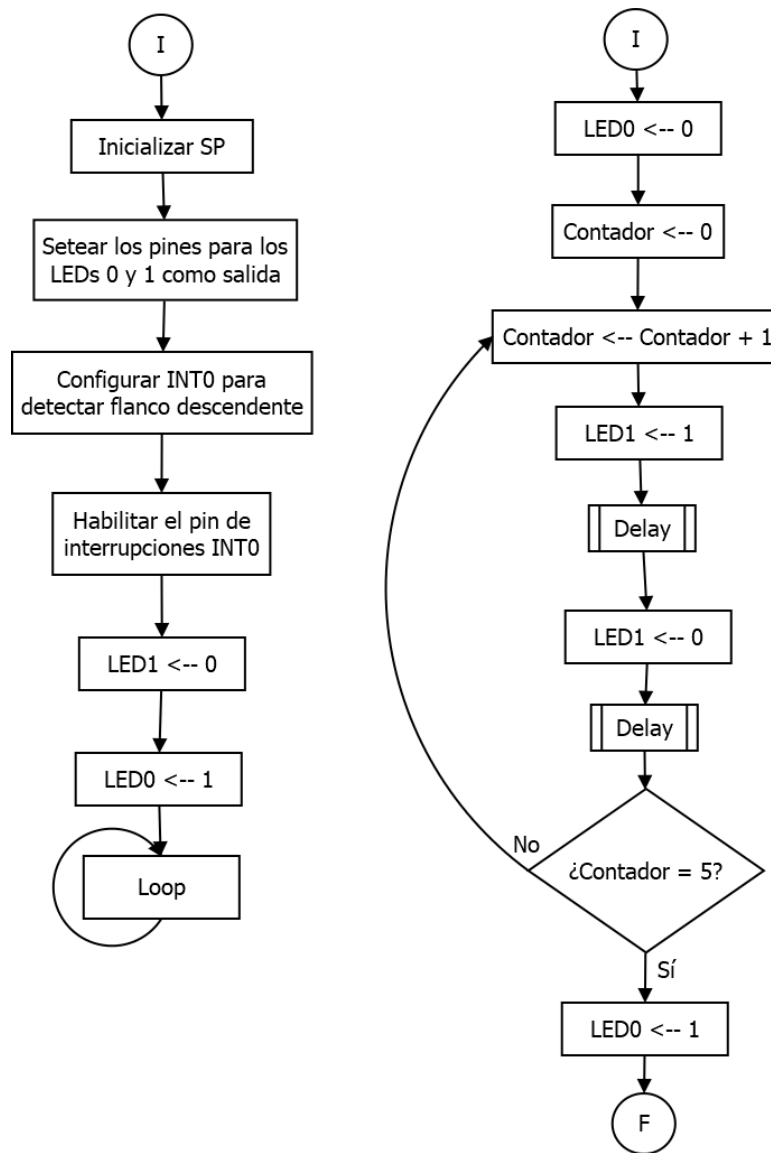 I
Inicializar SP
Setear los pines para los
LEDs 0 y 1 como salida
Configurar INT0 para
detectar flanco descendente
Habilitar el pin de
interrupciones INT0
LED1 <-- 0
LED0 <-- 1
Loop
I
LED0 <-- 0
Contador <-- 0
Contador <-- Contador + 1
LED1 <-- 1
Delay
LED1 <-- 0
Delay
No
¿Contador = 5?
Sí
LED0 <-- 1
F